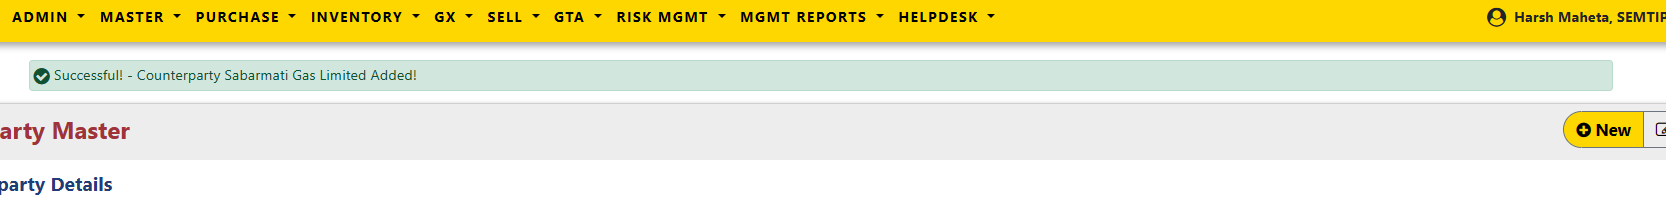 ADMIN MASTER PURCHASE INVENTORY GX SELL GTA RISK MGMT MGMT REPORTS HELPDESK Harsh Maheta, SEMTIP
Successful! - Counterparty Sabarmati Gas Limited Added!
arty Master New
party Details